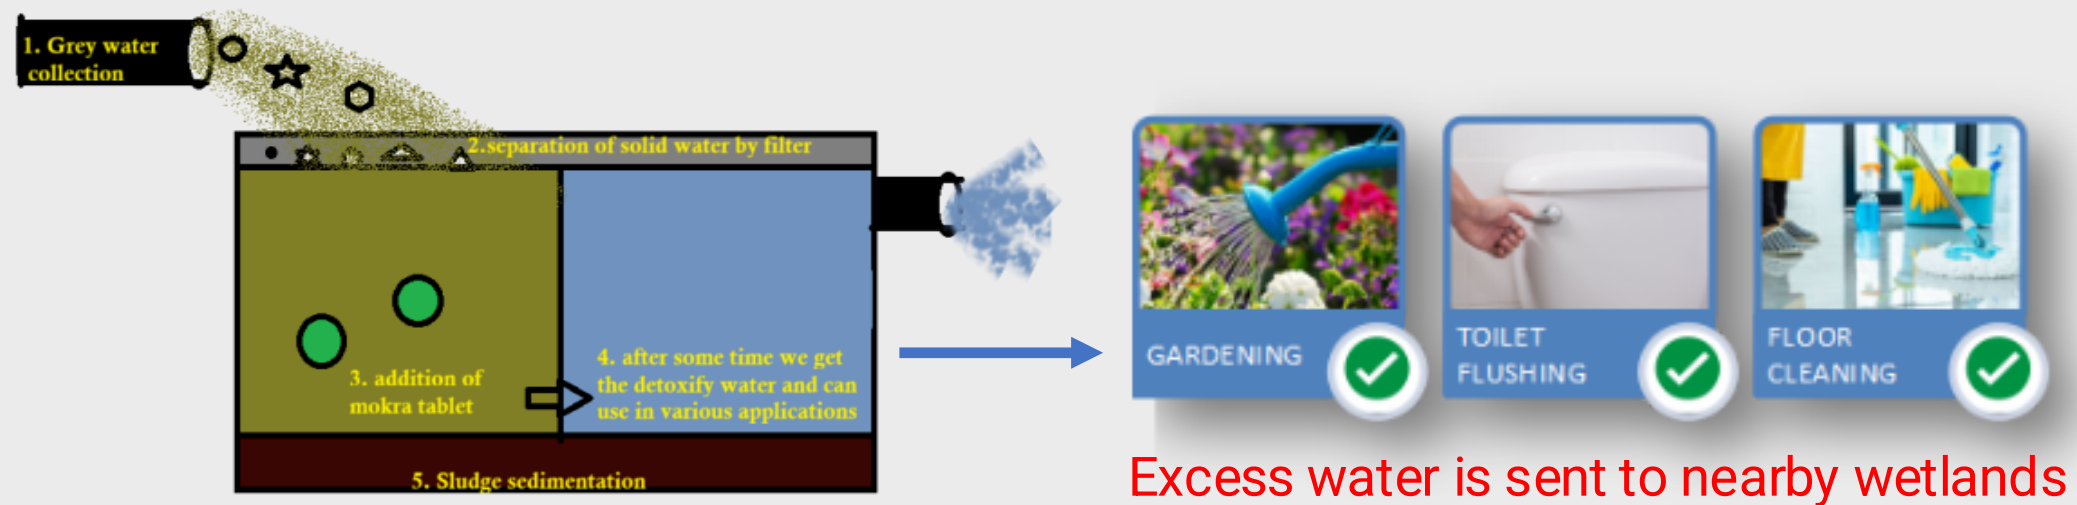 1. Grey water
collection
2.separation of solid water by filter
3. addition of
mokra tablet
4. after some time we get
the detoxify water and can
use in various applications
5. Sludge sedimentation
GARDENING
TOILET
FLUSHING
FLOOR
CLEANING
Excess water is sent to nearby wetlands